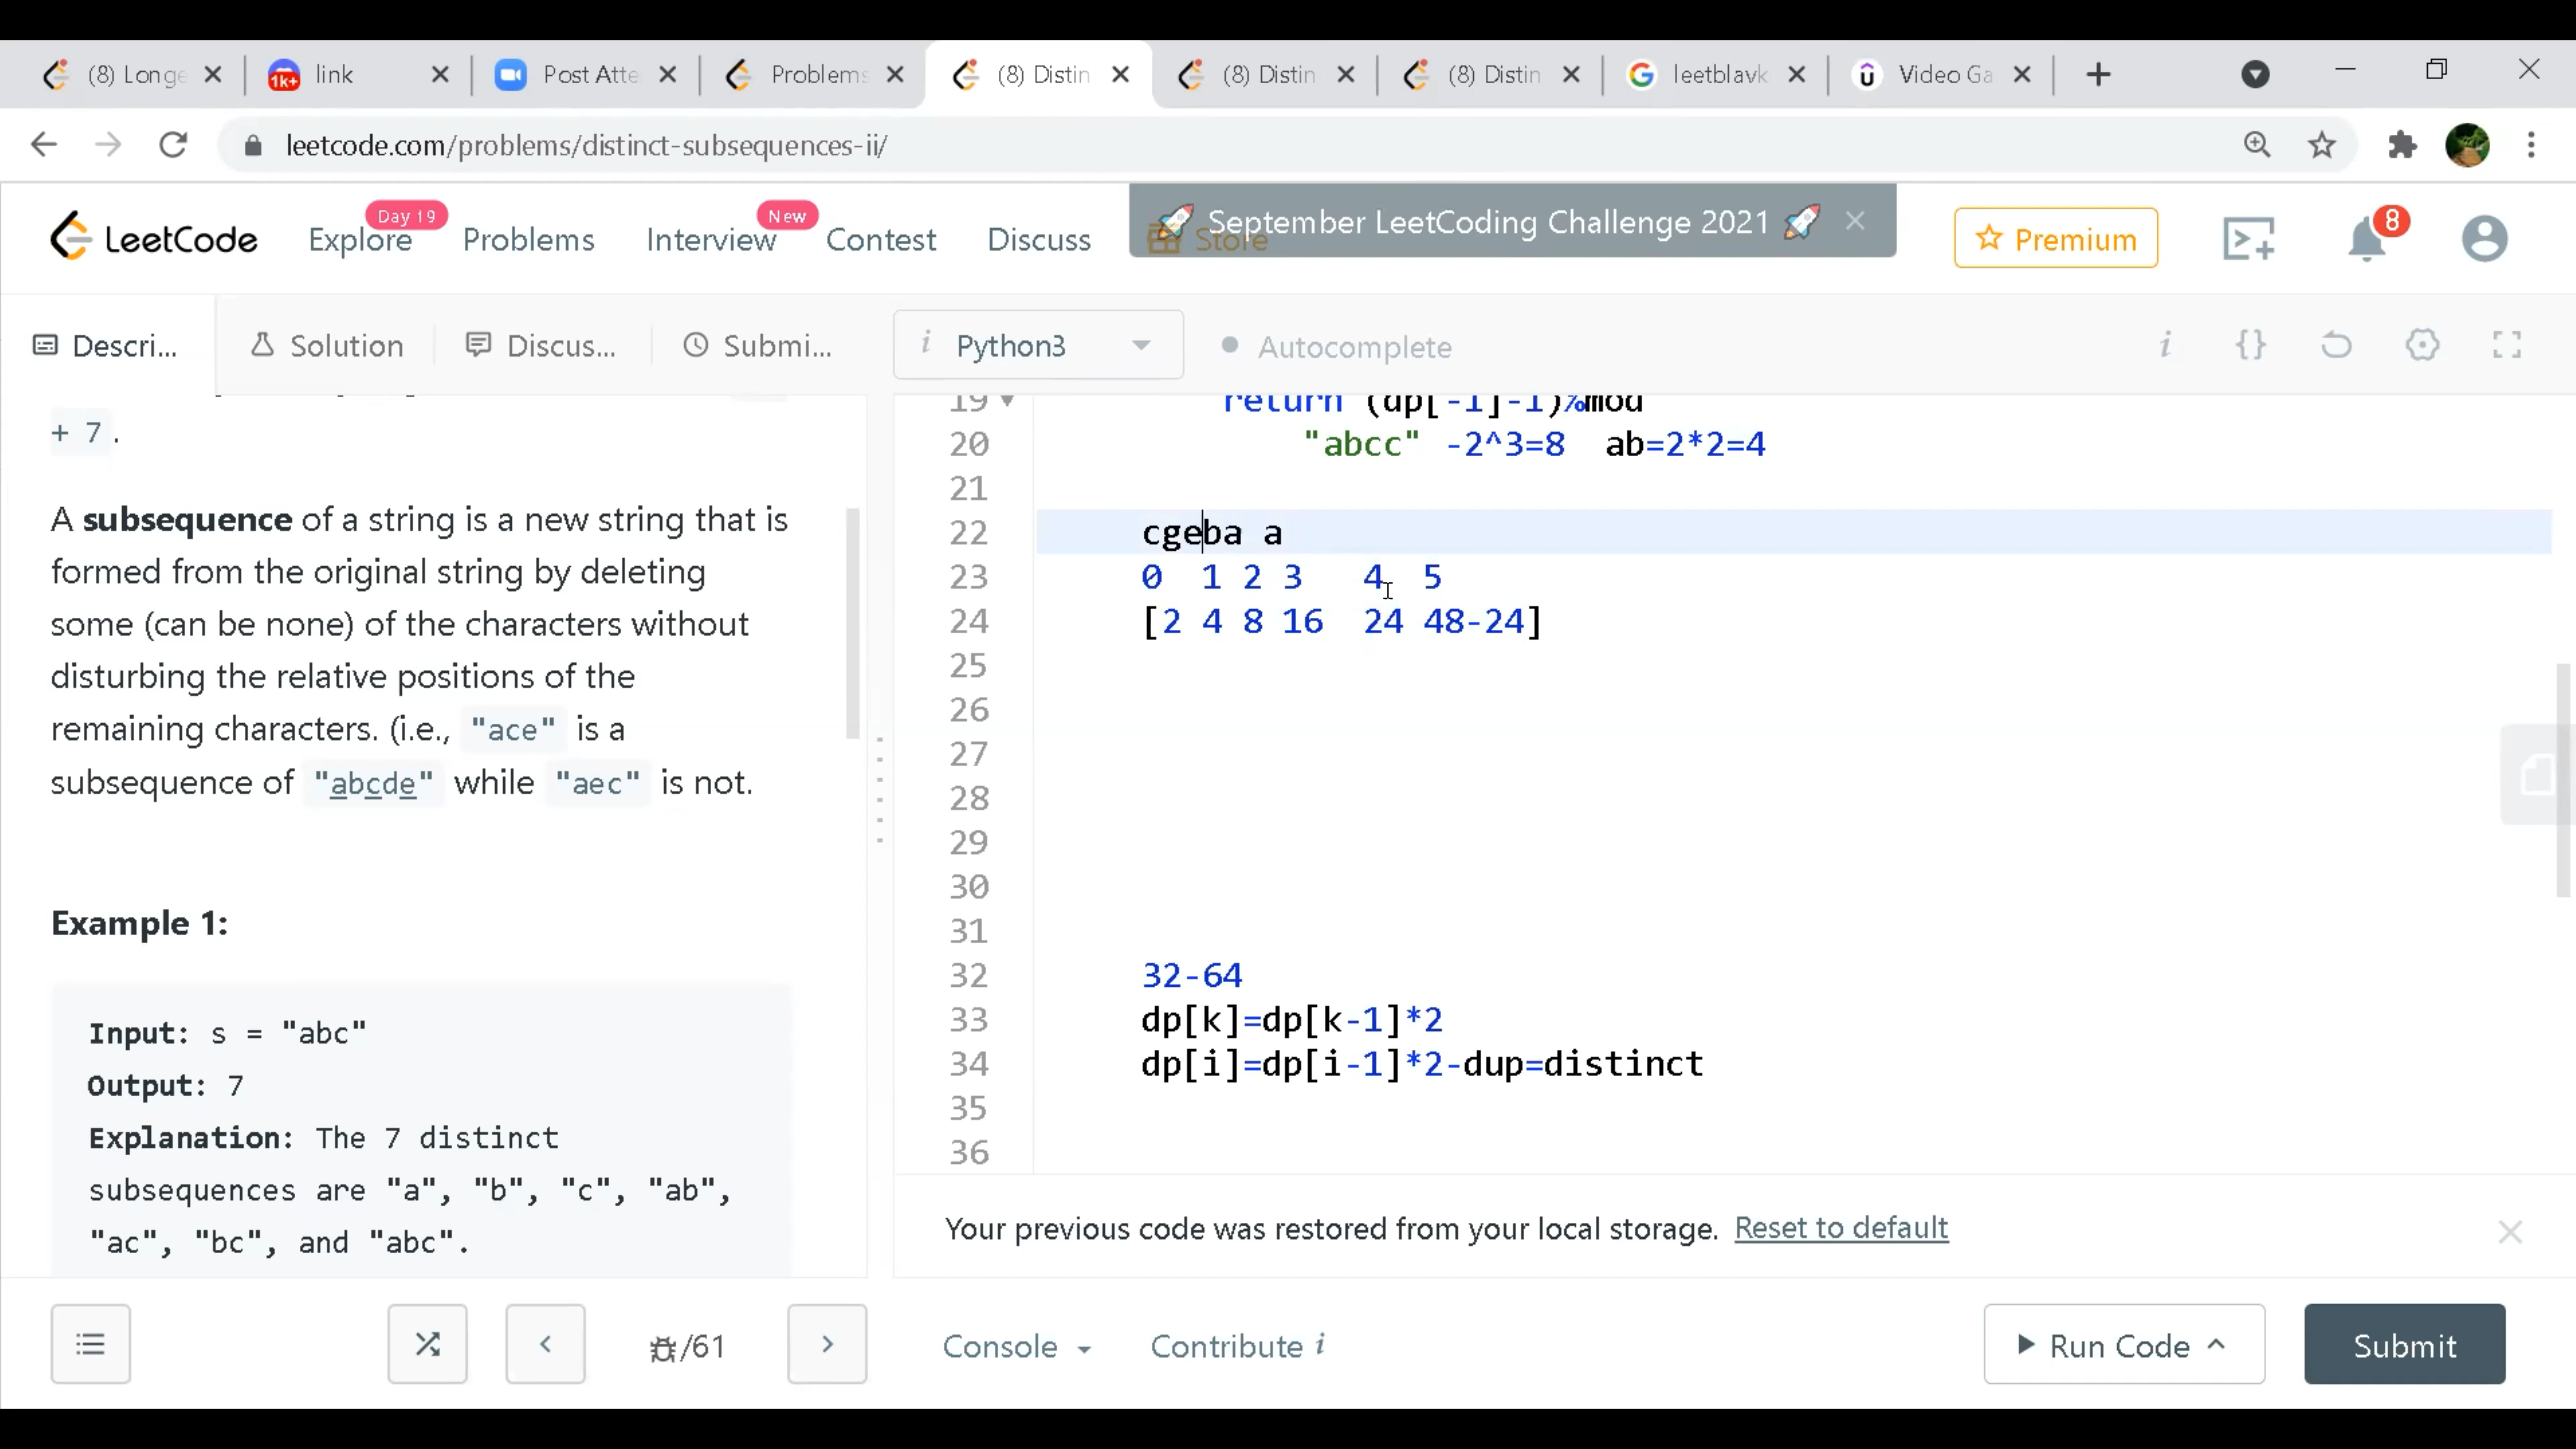 (8) Longe
1k+ link
Post Atte
Problems
(8) Distin
(8) Distin
(8) Distin
leetblavk
Video Ga
leetcode.com/problems/distinct-subsequences-ii/
LeetCode
Explore
Day 19
Problems
Interview
New
Contest
Discuss
Store
🚀 September LeetCoding Challenge 2021 🚀
Premium
8
Descri...
Solution
Discus...
Submi...
i Python3
Autocomplete
i {}
+ 7 .
A subsequence of a string is a new string that is
formed from the original string by deleting
some (can be none) of the characters without
disturbing the relative positions of the
remaining characters. (i.e., "ace" is a
subsequence of "abcde" while "aec" is not.
Example 1:
Input: s = "abc"
Output: 7
Explanation: The 7 distinct
subsequences are "a", "b", "c", "ab",
"ac", "bc", and "abc".
19 return (dp[-1]-1)%mod
20 "abcc" -2^3=8 ab=2*2=4
21
22 cgeba a
23 0 1 2 3 4 5
24 [2 4 8 16 24 48-24]
25
26
27
28
29
30
31
32 32-64
33 dp[k]=dp[k-1]*2
34 dp[i]=dp[i-1]*2-dup=distinct
35
36
Your previous code was restored from your local storage. Reset to default
/61
Console
Contribute i
Run Code
Submit